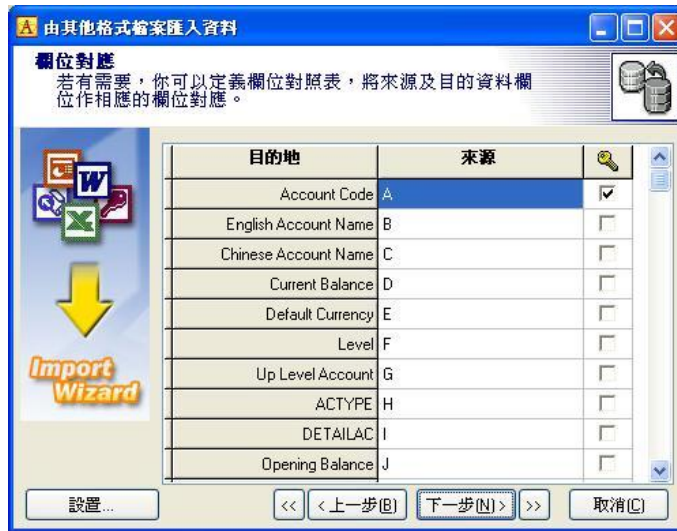 由其他格式檔案匯入資料
欄位對應
若有需要，你可以定義欄位對照表，將來源及目的資料欄
位作相應的欄位對應。
目的地 來源
Account Code A
English Account Name B
Chinese Account Name C
Current Balance D
Default Currency E
Level F
Up Level Account G
ACTYPE H
DETAILAC I
Opening Balance J
W
X
Import
Wizard
設置... << <上一步(B) 下一步(N)> >> 取消(C)